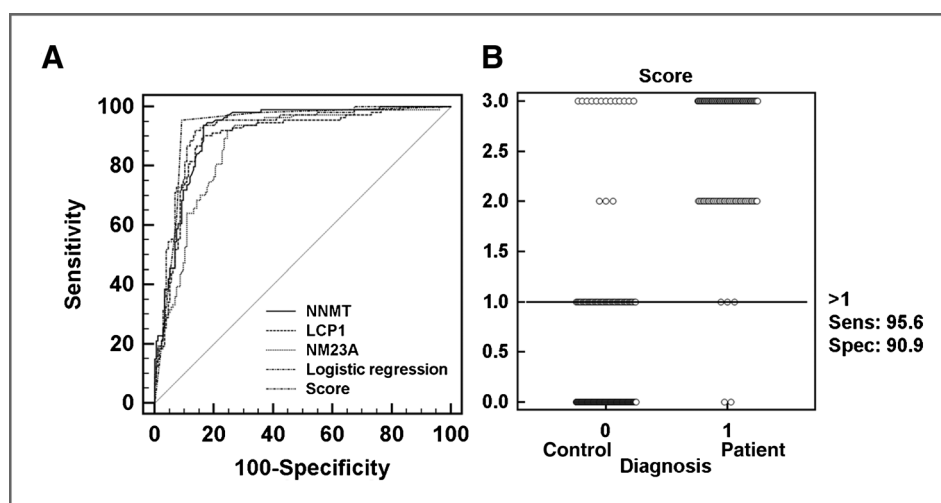 A
Sensitivity
100
80
60
40
20
0
NNMT
LCP1
NM23A
Logistic regression
Score
0 20 40 60 80 100
100-Specificity
B
Score
3.0
2.5
2.0
1.5
1.0
0.5
0.0
>1
Sens: 95.6
Spec: 90.9
0 1
Control Patient
Diagnosis